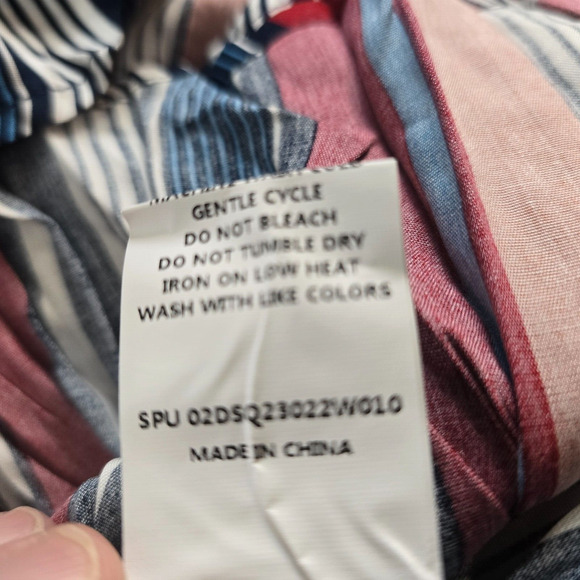 GENTLE CYCLE
DO NOT BLEACH
DO NOT TUMBLE DRY
IRON ON LOW HEAT
WASH WITH LIKE COLORS
SPU 02DSQ23022W010
MADE IN CHINA